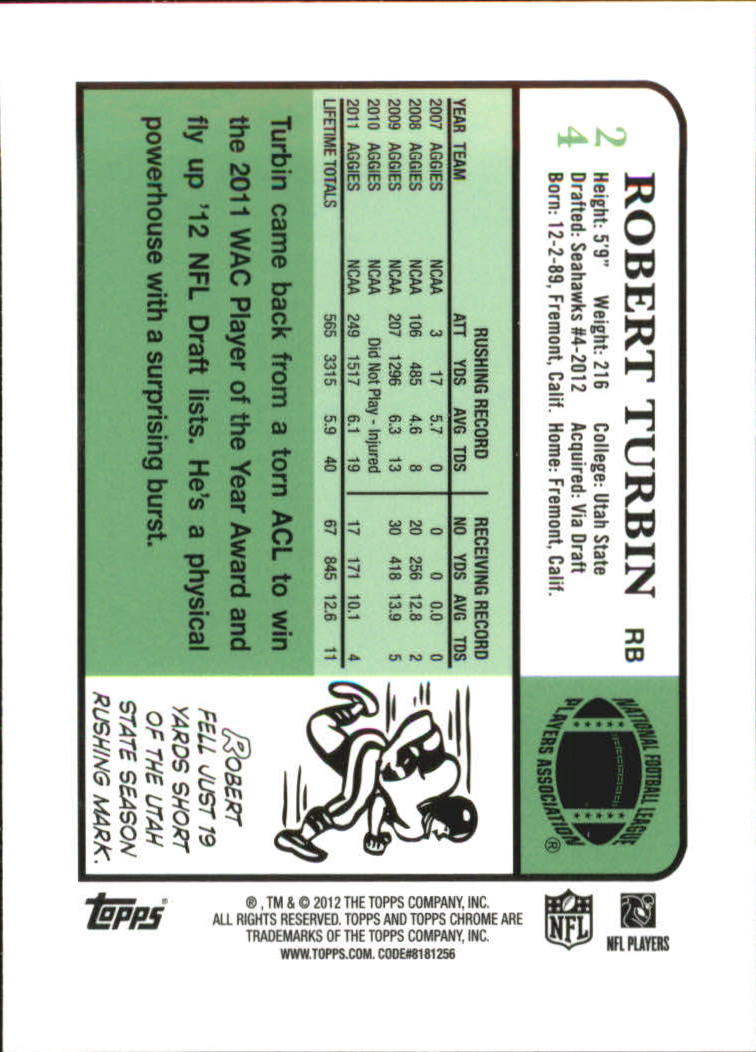 ROBERT TURBIN RB
24
Height: 5'9" Weight: 216 College: Utah State
Drafted: Seahawks #4-2012 Acquired: Via Draft
Born: 12-2-89, Fremont, Calif. Home: Fremont, Calif.
NATIONAL FOOTBALL LEAGUE
PLAYERS ASSOCIATION ®
RUSHING RECORD RECEIVING RECORD
YEAR TEAM ATT YDS AVG TDS NO YDS AVG TDS
2007 AGGIES NCAA 3 17 5.7 0 0 0 0.0 0
2008 AGGIES NCAA 106 485 4.6 8 20 256 12.8 2
2009 AGGIES NCAA 207 1296 6.3 13 30 418 13.9 5
2010 AGGIES NCAA Did Not Play - Injured
2011 AGGIES NCAA 249 1517 6.1 19 17 171 10.1 4
LIFETIME TOTALS 565 3315 5.9 40 67 845 12.6 11
Turbin came back from a torn ACL to win
the 2011 WAC Player of the Year Award and
fly up '12 NFL Draft lists. He's a physical
powerhouse with a surprising burst.
ROBERT
FELL JUST 19
YARDS SHORT
OF THE UTAH
STATE SEASON
RUSHING MARK.
TOPPS®
® , TM & © 2012 THE TOPPS COMPANY, INC.
ALL RIGHTS RESERVED. TOPPS AND TOPPS CHROME ARE
TRADEMARKS OF THE TOPPS COMPANY, INC.
WWW.TOPPS.COM. CODE#8181256
NFL
NFL PLAYERS